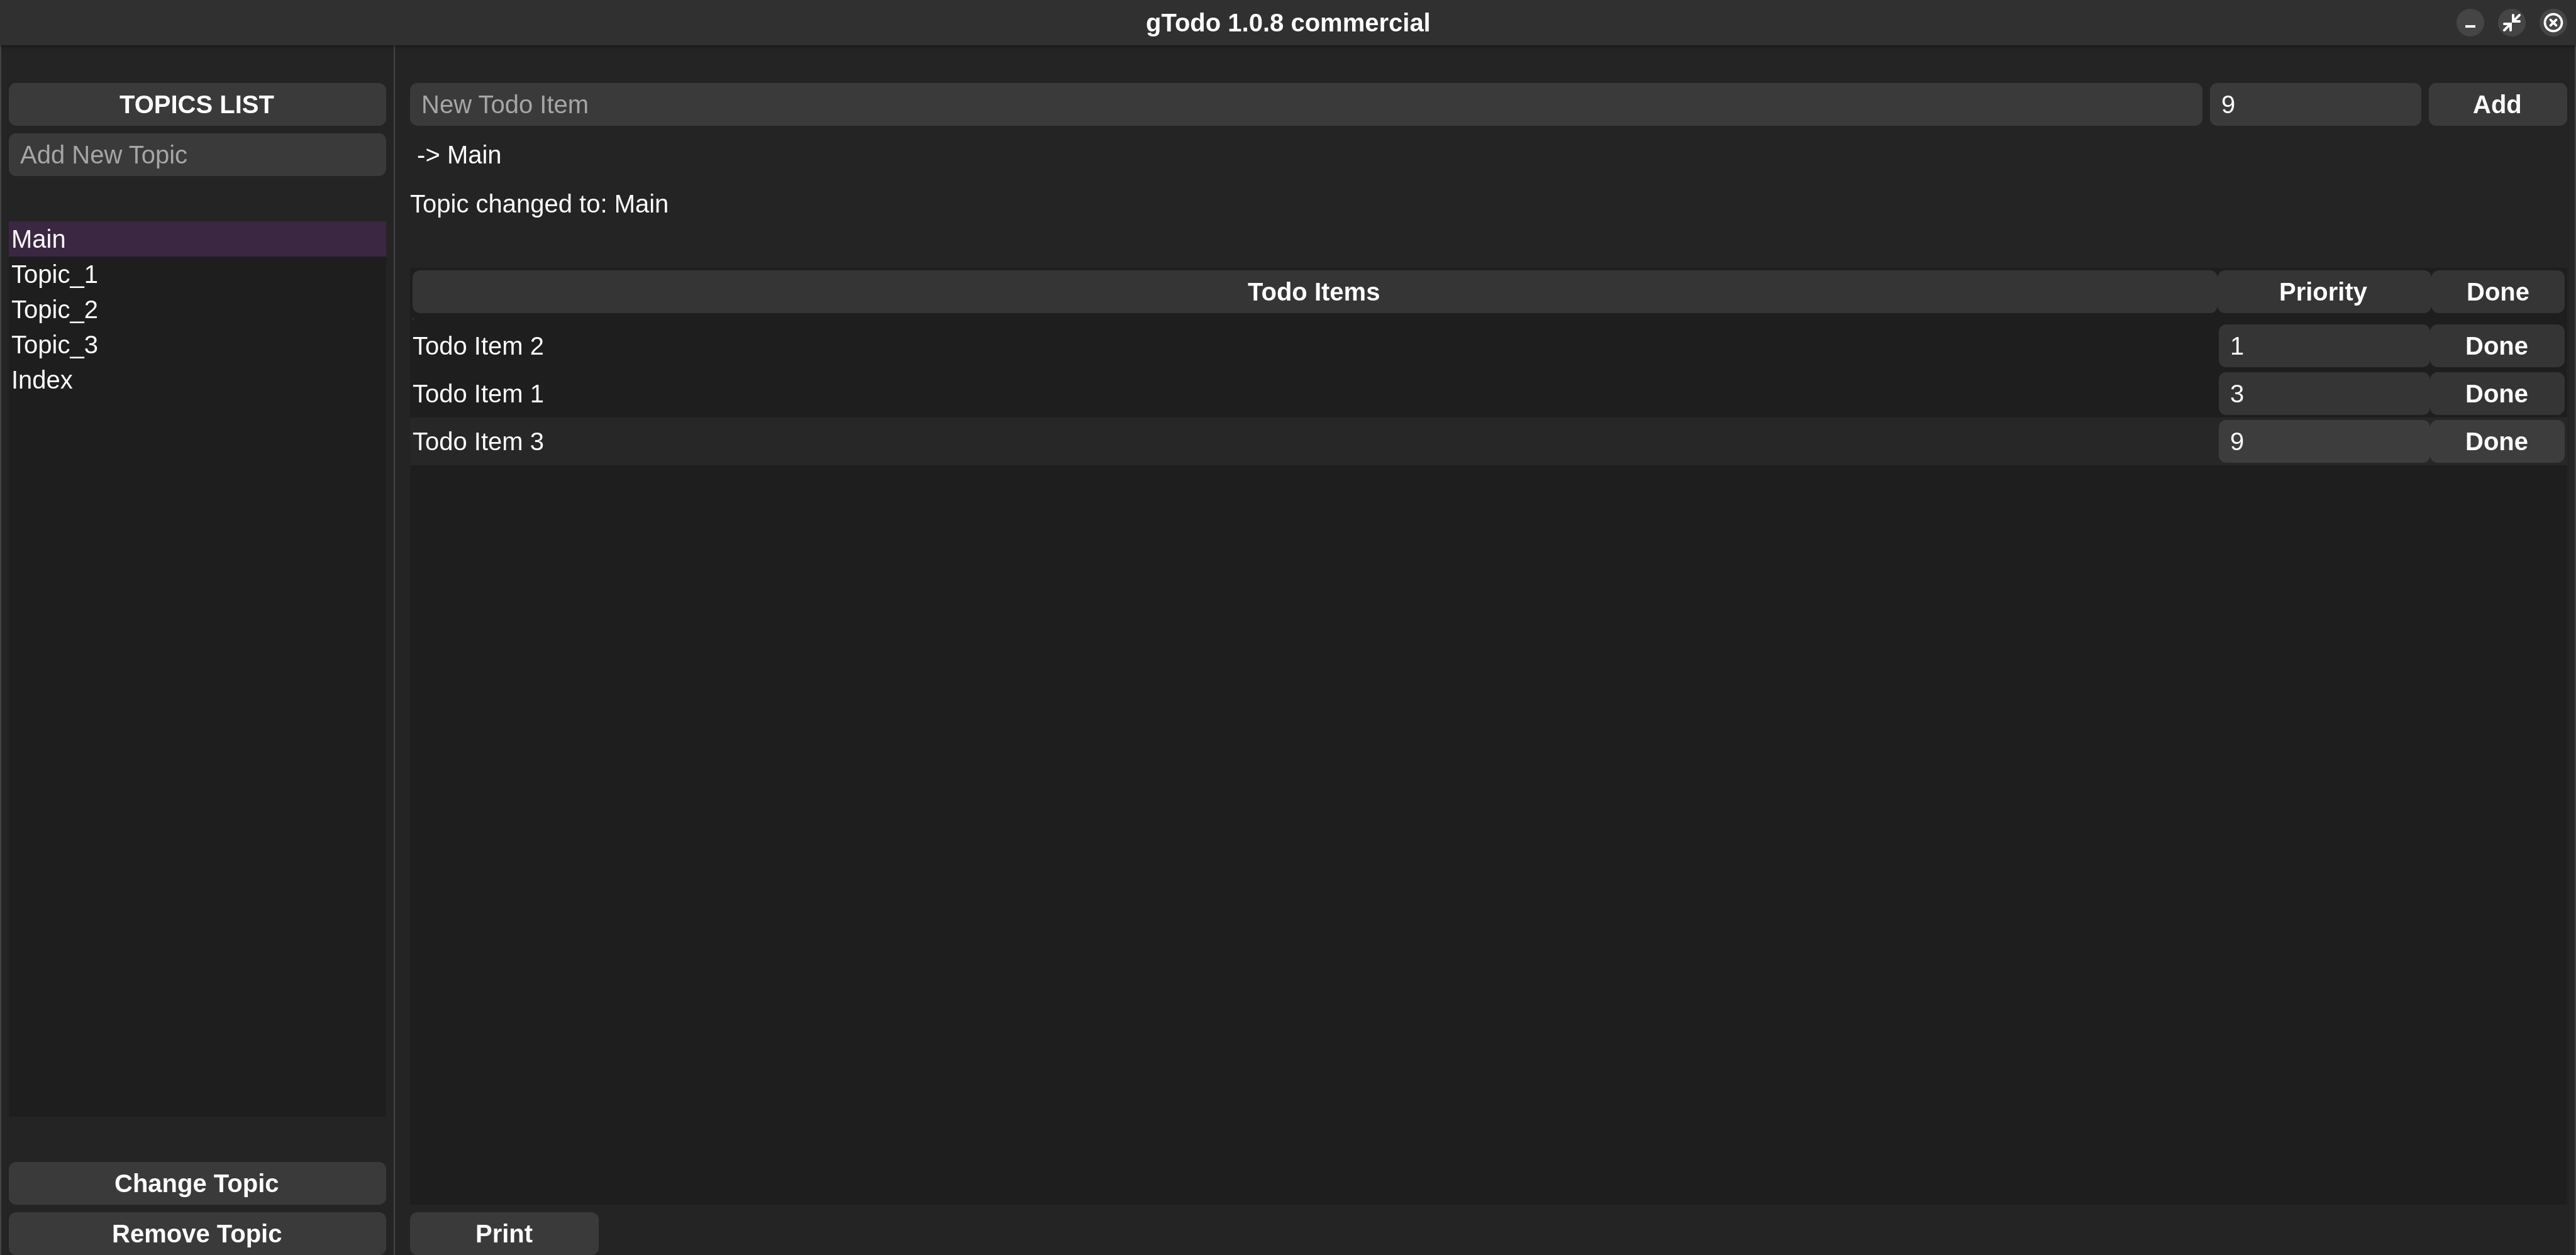 gTodo 1.0.8 commercial
TOPICS LIST
Add New Topic
Main
Topic_1
Topic_2
Topic_3
Index
Change Topic
Remove Topic
New Todo Item 9 Add
-> Main
Topic changed to: Main
Todo Items Priority Done
Todo Item 2 1 Done
Todo Item 1 3 Done
Todo Item 3 9 Done
Print